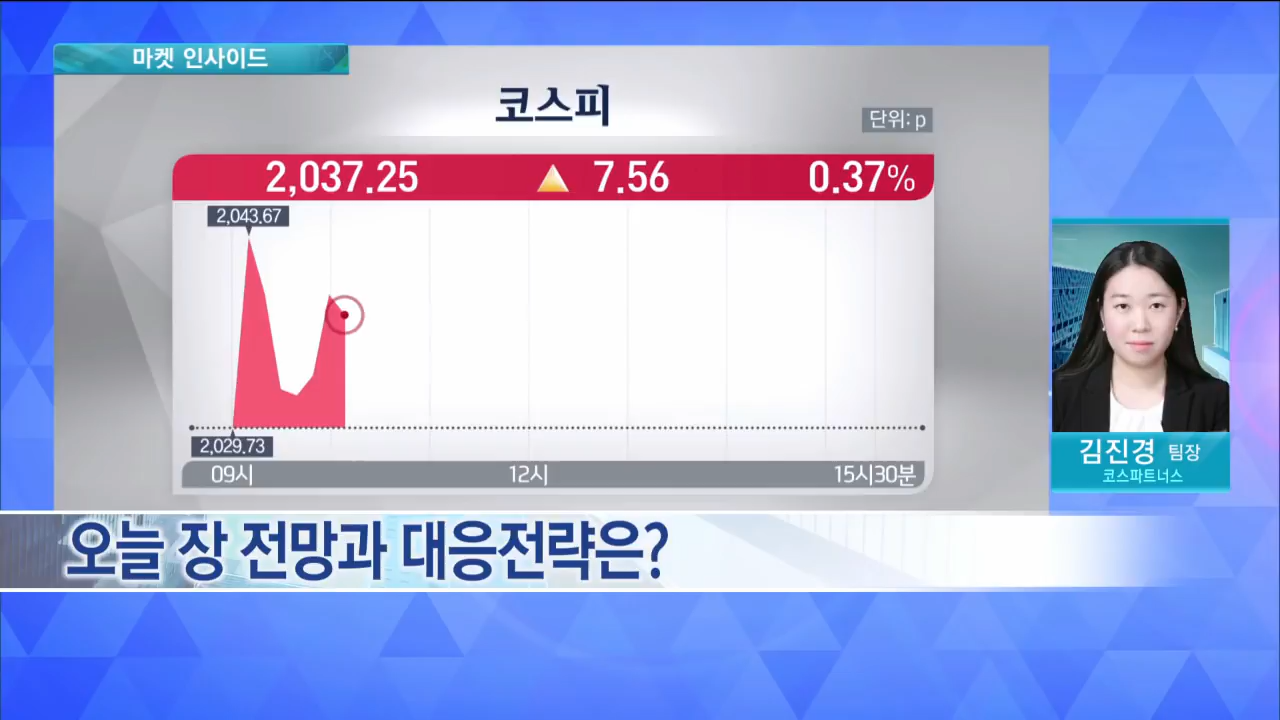 마켓 인사이드
코스피
단위: p
2,037.25 ▲ 7.56 0.37%
2,043.67
2,029.73
09시 12시 15시30분
김진경 팀장
코스파트너스
오늘 장 전망과 대응전략은?